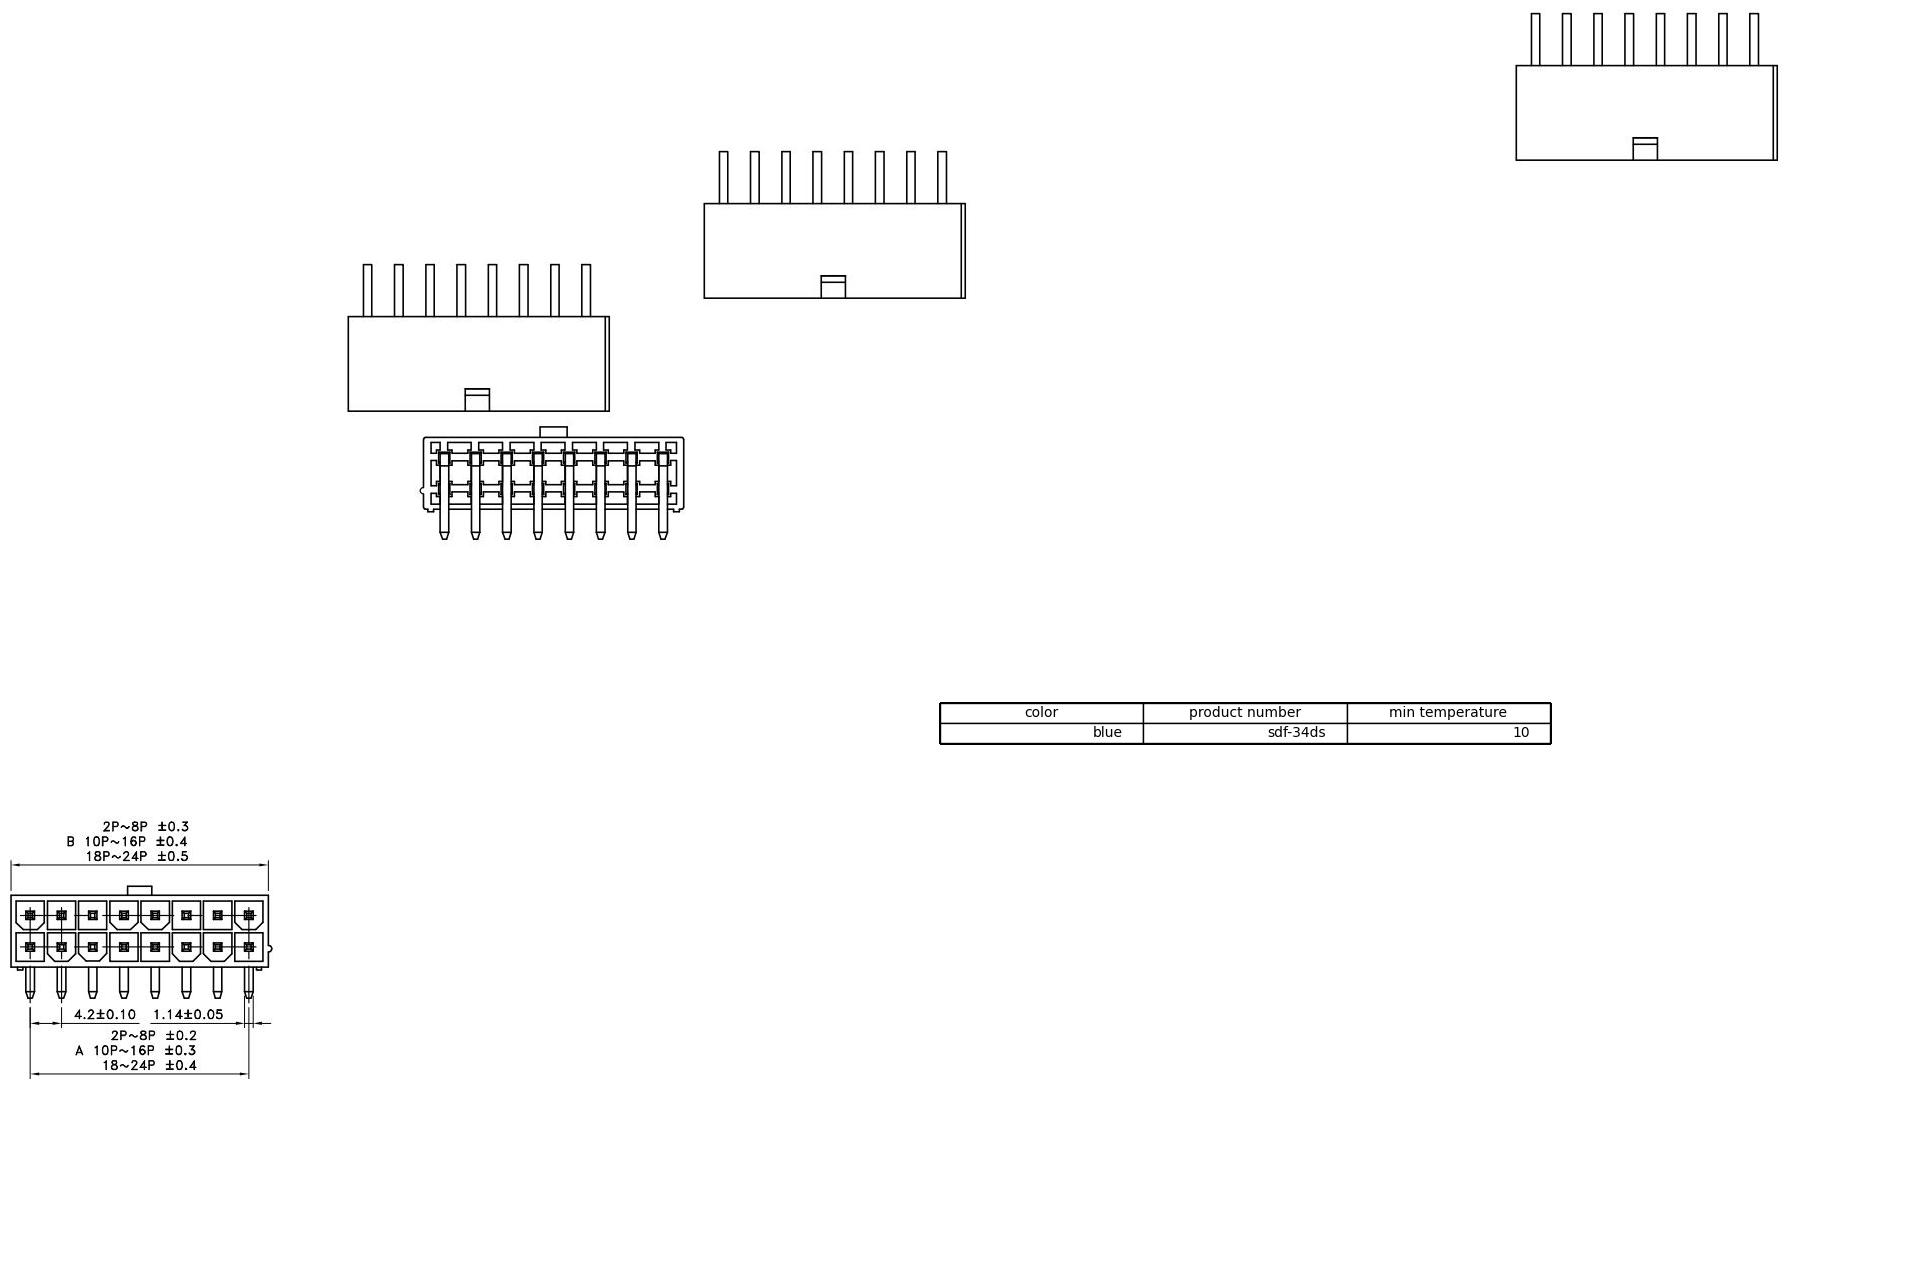 color product number min temperature
blue sdf-34ds 10
2P~8P ±0.3
B 10P~16P ±0.4
18P~24P ±0.5
4.2±0.10 1.14±0.05
2P~8P ±0.2
A 10P~16P ±0.3
18~24P ±0.4